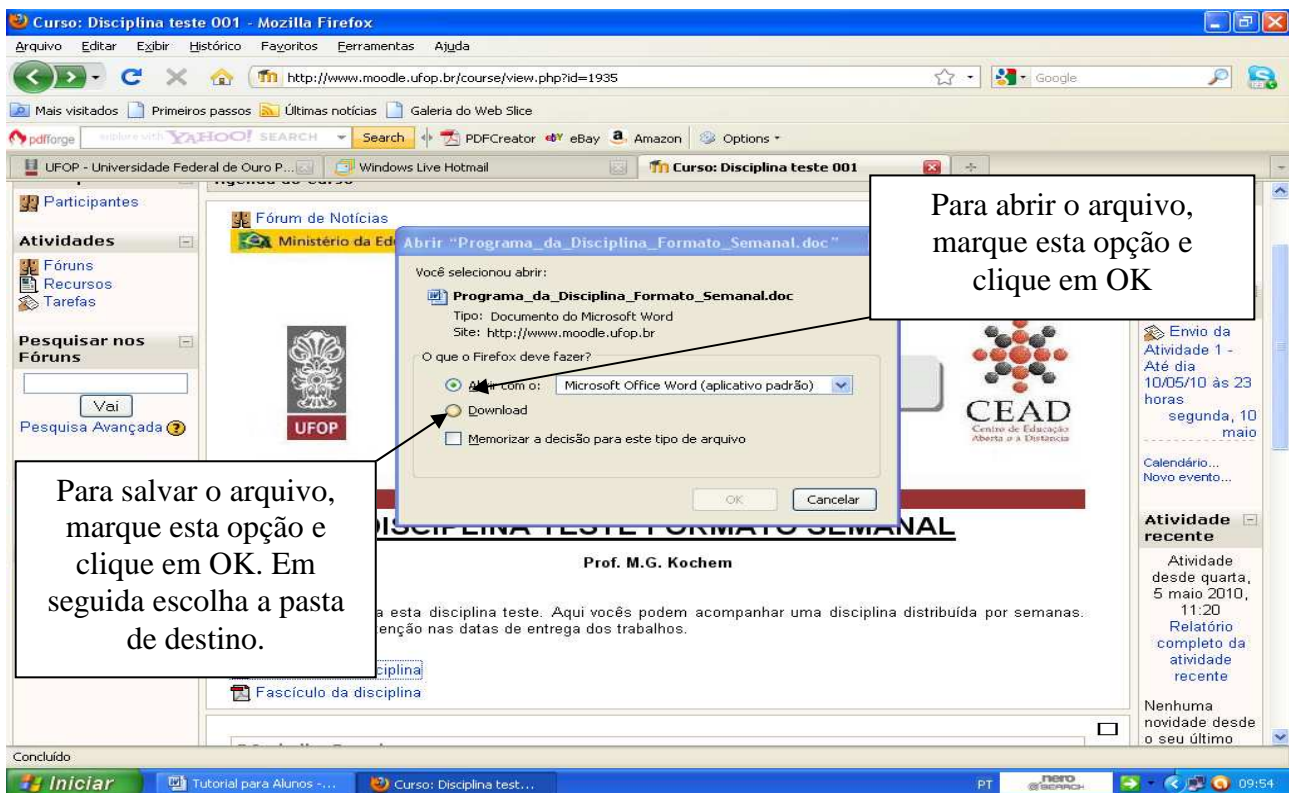 Curso: Disciplina teste 001 - Mozilla Firefox
Arquivo Editar Exibir Histórico Favoritos Ferramentas Ajuda
http://www.moodle.ufop.br/course/view.php?id=1935
Google
Mais visitados Primeiros passos Últimas notícias Galeria do Web Slice
pdfforge YAHOO! SEARCH Search PDFCreator eBay Amazon Options
UFOP - Universidade Federal de Ouro P... Windows Live Hotmail Curso: Disciplina teste 001
Participantes
Atividades
Fóruns
Recursos
Tarefas
Pesquisar nos
Fóruns
Vai
Pesquisa Avançada
Fórum de Notícias
Ministério da Ed
UFOP
Abrir "Programa_da_Disciplina_Formato_Semanal.doc"
Você selecionou abrir:
Programa_da_Disciplina_Formato_Semanal.doc
Tipo: Documento do Microsoft Word
Site: http://www.moodle.ufop.br
O que o Firefox deve fazer?
com o: Microsoft Office Word (aplicativo padrão)
Download
Memorizar a decisão para este tipo de arquivo
OK Cancelar
Para abrir o arquivo,
marque esta opção e
clique em OK
Para salvar o arquivo,
marque esta opção e
clique em OK. Em
seguida escolha a pasta
de destino.
CEAD
Centro de Educação
Aberta e a Distância
DISCIPLINA TESTE FORMATO SEMANAL
Prof. M.G. Kochem
a esta disciplina teste. Aqui vocês podem acompanhar uma disciplina distribuída por semanas.
tenção nas datas de entrega dos trabalhos.
ciplina
Fascículo da disciplina
Envio da
Atividade 1 -
Até dia
10/05/10 às 23
horas
segunda, 10
maio
Calendário...
Novo evento...
Atividade
recente
Atividade
desde quarta,
5 maio 2010,
11:20
Relatório
completo da
atividade
recente
Nenhuma
novidade desde
o seu último
Concluído
Iniciar Tutorial para Alunos -... Curso: Disciplina test... PT nero SEARCH 09:54